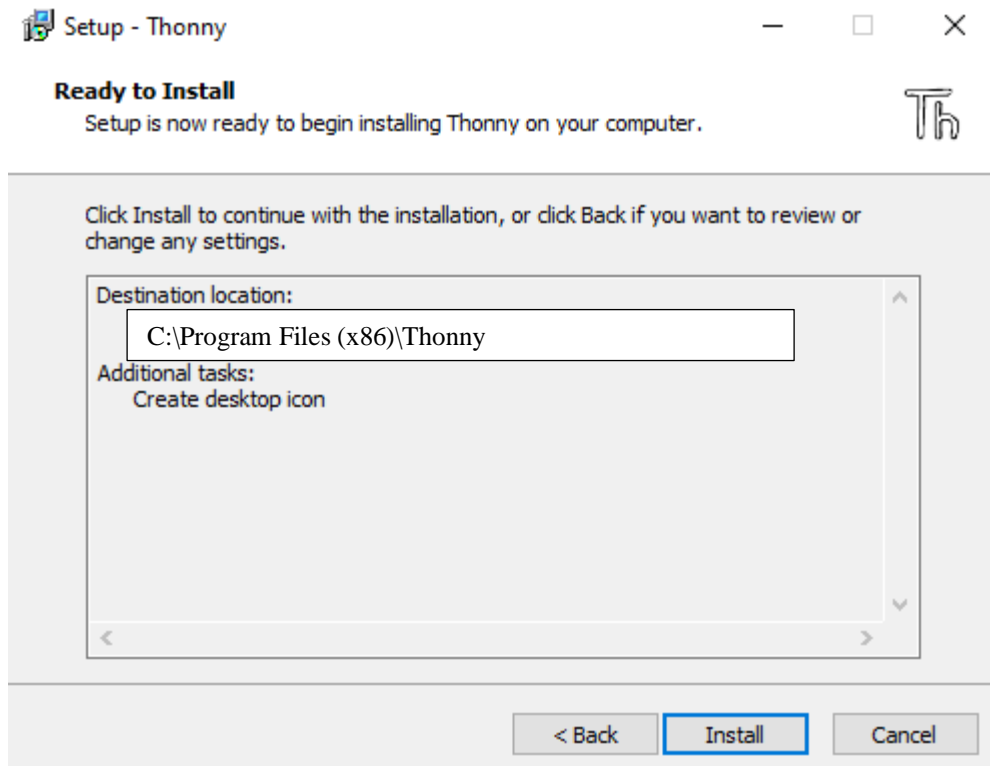 Setup - Thonny
Ready to Install
Setup is now ready to begin installing Thonny on your computer.
Th
Click Install to continue with the installation, or click Back if you want to review or
change any settings.
Destination location:
C:\Program Files (x86)\Thonny
Additional tasks:
Create desktop icon
< Back Install Cancel